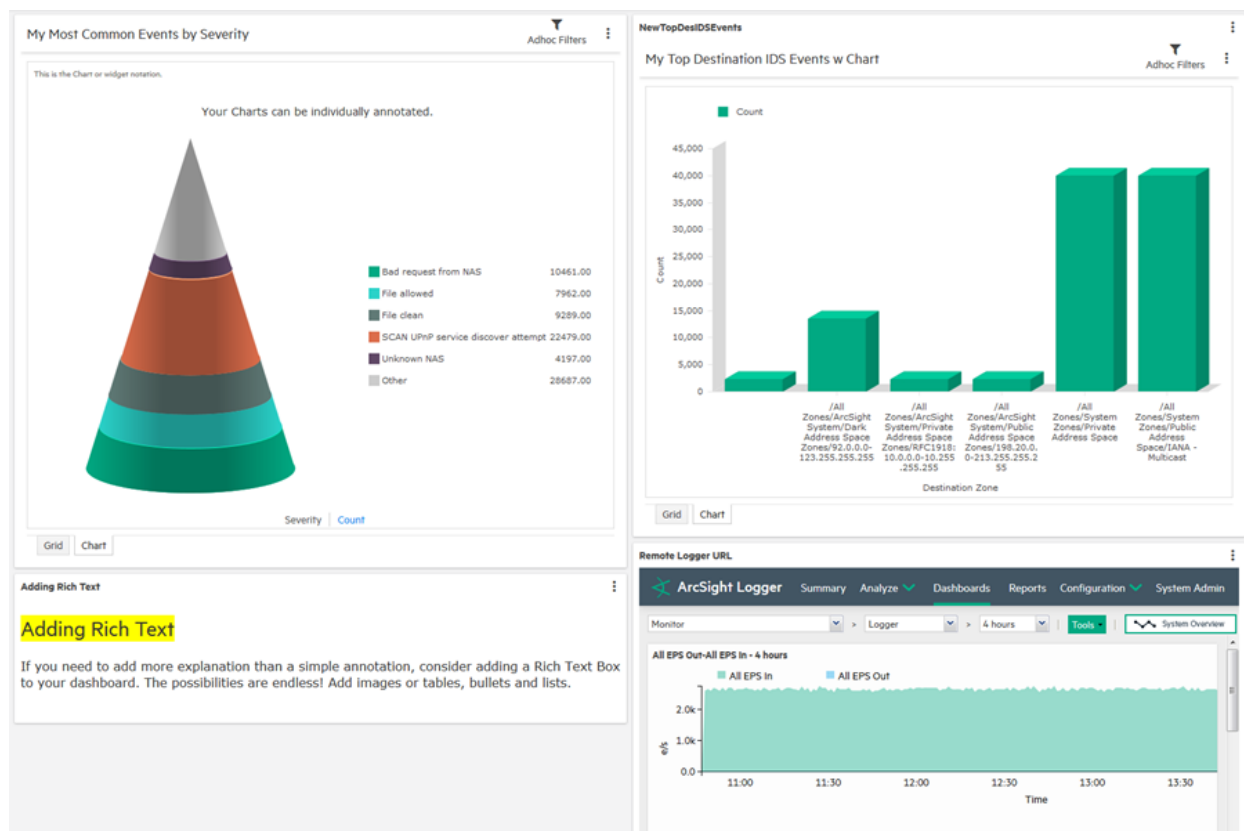 My Most Common Events by Severity
Adhoc Filters
This is the Chart or widget notation.
Your Charts can be individually annotated.
Bad request from NAS 10461.00
File allowed 7962.00
File clean 9289.00
SCAN UPnP service discover attempt 22479.00
Unknown NAS 4197.00
Other 28687.00
Severity Count
Grid Chart
Adding Rich Text
Adding Rich Text
If you need to add more explanation than a simple annotation, consider adding a Rich Text Box
to your dashboard. The possibilities are endless! Add images or tables, bullets and lists.
NewTopDesIDSEvents
My Top Destination IDS Events w Chart
Adhoc Filters
Count
45,000
40,000
35,000
30,000
25,000
20,000
15,000
10,000
5,000
0
Count
/All
Zones/ArcSight
System/Dark
Address Space
Zones/92.0.0.0-
123.255.255.255
/All
Zones/ArcSight
System/Private
Address Space
Zones/RFC1918:
10.0.0.0-10.255
.255.255
/All
Zones/ArcSight
System/Public
Address Space
Zones/198.20.0.
0-213.255.255.2
55
/All
Zones/System
Zones/Private
Address Space
/All
Zones/System
Zones/Public
Address
Space/IANA -
Multicast
Destination Zone
Grid Chart
Remote Logger URL
ArcSight Logger Summary Analyze Dashboards Reports Configuration System Admin
Monitor > Logger > 4 hours Tools | System Overview
All EPS Out-All EPS In - 4 hours
All EPS In All EPS Out
2.0k
1.0k
0.0
e/s
11:00 11:30 12:00 12:30 13:00 13:30
Time